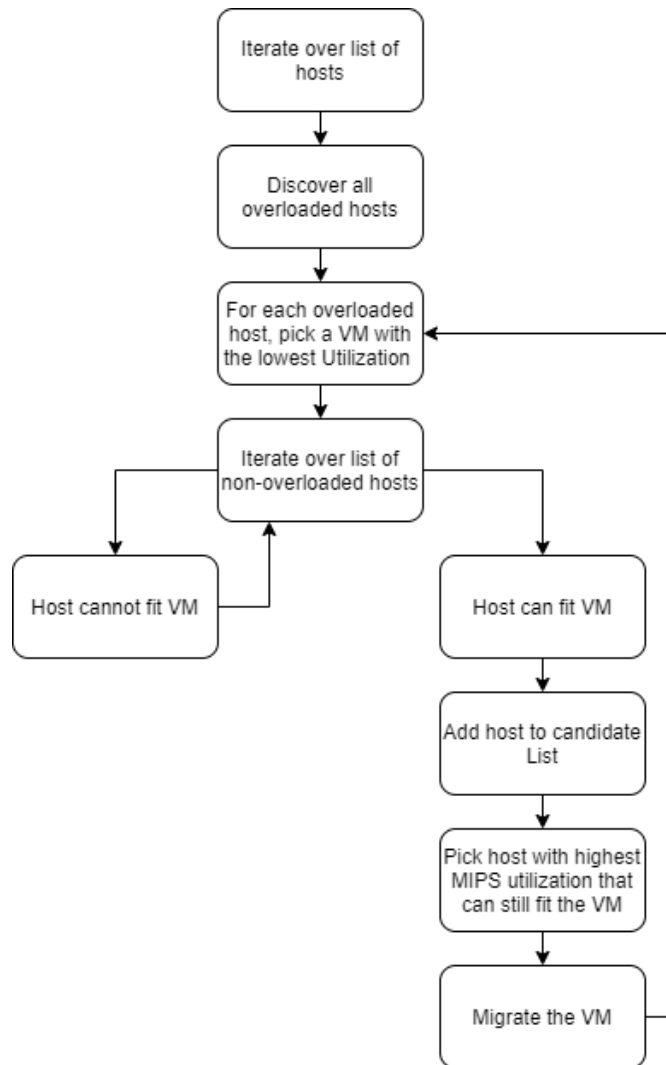 Iterate over list of
hosts
Discover all
overloaded hosts
For each overloaded
host, pick a VM with
the lowest Utilization
Iterate over list of
non-overloaded hosts
Host cannot fit VM
Host can fit VM
Add host to candidate
List
Pick host with highest
MIPS utilization that
can still fit the VM
Migrate the VM